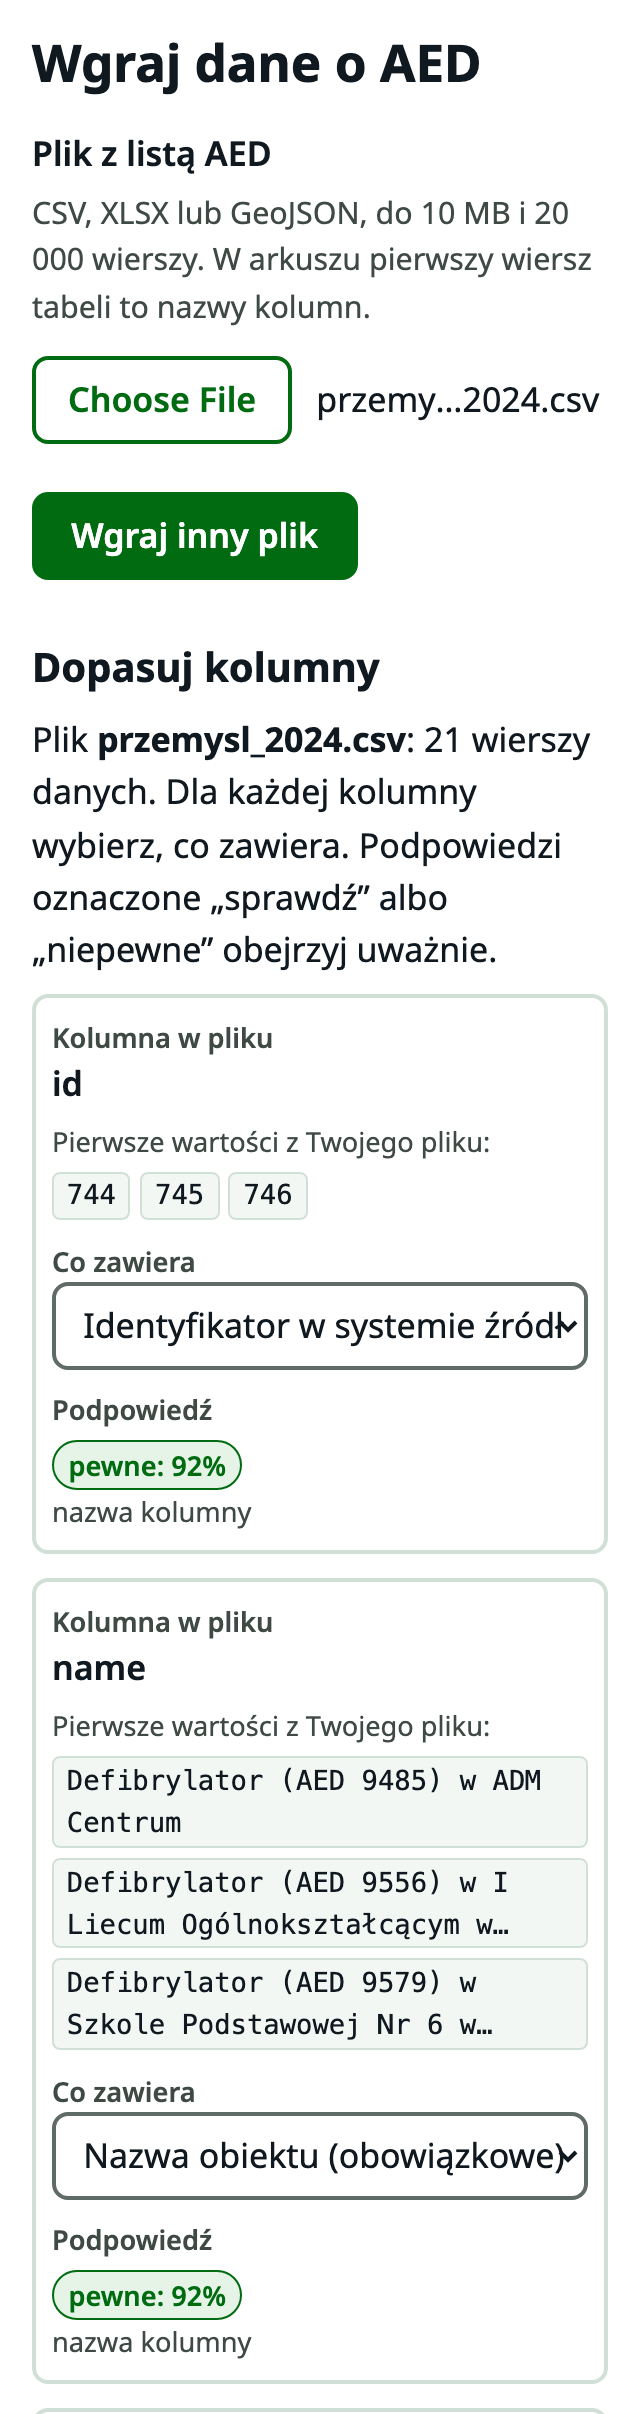 Wgraj dane o AED
Plik z listą AED
CSV, XLSX lub GeoJSON, do 10 MB i 20
000 wierszy. W arkuszu pierwszy wiersz
tabeli to nazwy kolumn.
Choose File przemy...2024.csv
Wgraj inny plik
Dopasuj kolumny
Plik przemysl_2024.csv: 21 wierszy
danych. Dla każdej kolumny
wybierz, co zawiera. Podpowiedzi
oznaczone „sprawdź” albo
„niepewne” obejrzyj uważnie.
Kolumna w pliku
id
Pierwsze wartości z Twojego pliku:
744 745 746
Co zawiera
Identyfikator w systemie źródł
Podpowiedź
pewne: 92%
nazwa kolumny
Kolumna w pliku
name
Pierwsze wartości z Twojego pliku:
Defibrylator (AED 9485) w ADM
Centrum
Defibrylator (AED 9556) w I
Liecum Ogólnokształcącym w…
Defibrylator (AED 9579) w
Szkole Podstawowej Nr 6 w…
Co zawiera
Nazwa obiektu (obowiązkowe)
Podpowiedź
pewne: 92%
nazwa kolumny